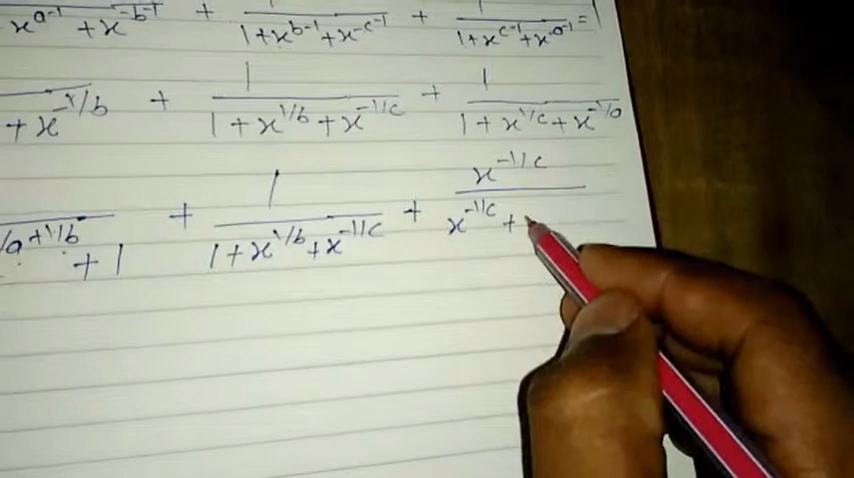 x^{a^{-1}} + x^{-b^{-1}} + 1/(1+x^{b^{-1}}+x^{-c^{-1}}) + 1/(1+x^{c^{-1}}+x^{-a^{-1}}) = 1
+ x^{-1/b} + 1/(1+x^{1/b}+x^{-1/c}) + 1/(1+x^{1/c}+x^{-1/a})
/a+1/b + 1 + 1/(1+x^{1/b}+x^{-1/c}) + x^{-1/c}/(x^{-1/c}+